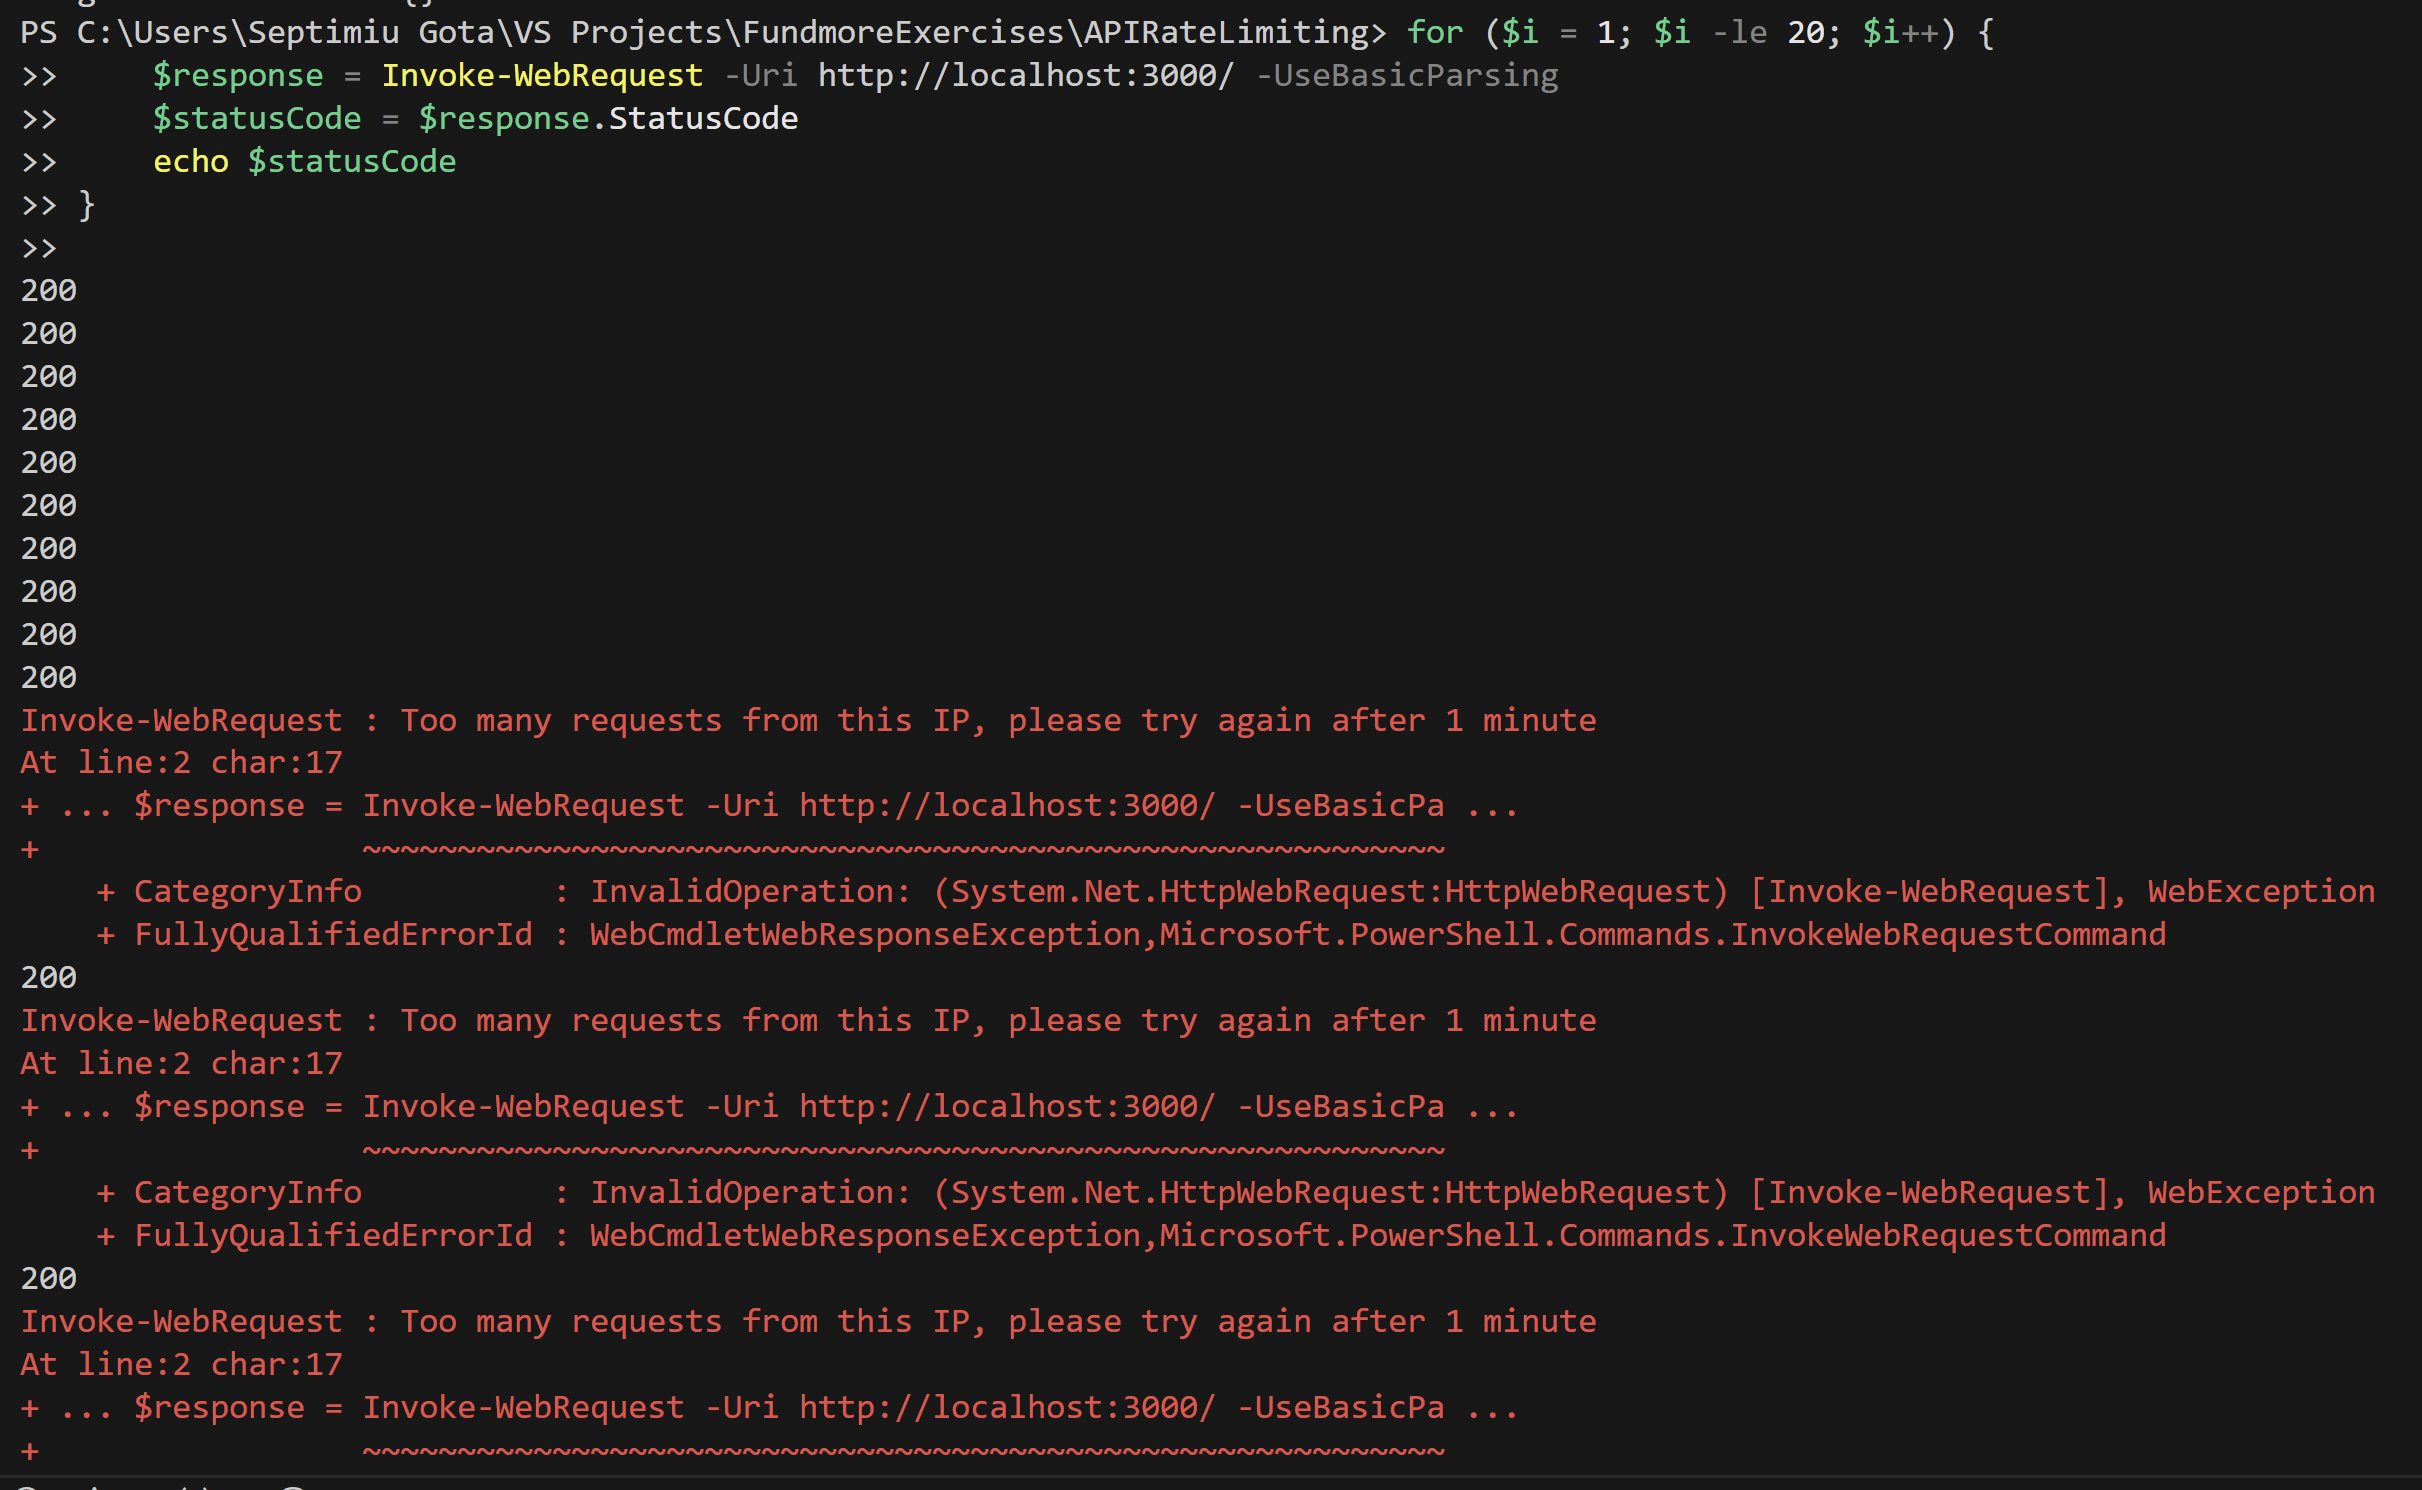 PS C:\Users\Septimiu Gota\VS Projects\FundmoreExercises\APIRateLimiting> for ($i = 1; $i -le 20; $i++) {
>>     $response = Invoke-WebRequest -Uri http://localhost:3000/ -UseBasicParsing
>>     $statusCode = $response.StatusCode
>>     echo $statusCode
>> }
>>
200
200
200
200
200
200
200
200
200
200
Invoke-WebRequest : Too many requests from this IP, please try again after 1 minute
At line:2 char:17
+ ... $response = Invoke-WebRequest -Uri http://localhost:3000/ -UseBasicPa ...
+                 ~~~~~~~~~~~~~~~~~~~~~~~~~~~~~~~~~~~~~~~~~~~~~~~~~~~~~~~~~
    + CategoryInfo          : InvalidOperation: (System.Net.HttpWebRequest:HttpWebRequest) [Invoke-WebRequest], WebException
    + FullyQualifiedErrorId : WebCmdletWebResponseException,Microsoft.PowerShell.Commands.InvokeWebRequestCommand
200
Invoke-WebRequest : Too many requests from this IP, please try again after 1 minute
At line:2 char:17
+ ... $response = Invoke-WebRequest -Uri http://localhost:3000/ -UseBasicPa ...
+                 ~~~~~~~~~~~~~~~~~~~~~~~~~~~~~~~~~~~~~~~~~~~~~~~~~~~~~~~~~
    + CategoryInfo          : InvalidOperation: (System.Net.HttpWebRequest:HttpWebRequest) [Invoke-WebRequest], WebException
    + FullyQualifiedErrorId : WebCmdletWebResponseException,Microsoft.PowerShell.Commands.InvokeWebRequestCommand
200
Invoke-WebRequest : Too many requests from this IP, please try again after 1 minute
At line:2 char:17
+ ... $response = Invoke-WebRequest -Uri http://localhost:3000/ -UseBasicPa ...
+                 ~~~~~~~~~~~~~~~~~~~~~~~~~~~~~~~~~~~~~~~~~~~~~~~~~~~~~~~~~